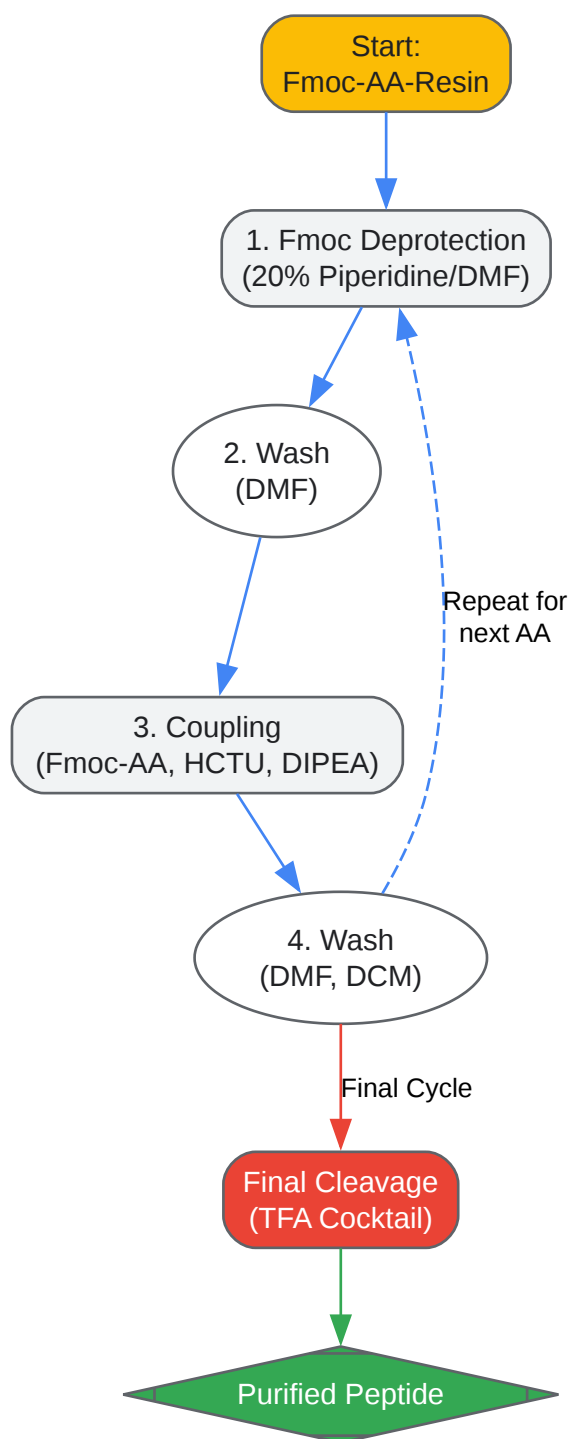 Start:
Fmoc-AA-Resin
1. Fmoc Deprotection
(20% Piperidine/DMF)
2. Wash
(DMF)
Repeat for
next AA
3. Coupling
(Fmoc-AA, HCTU, DIPEA)
4. Wash
(DMF, DCM)
Final Cycle
Final Cleavage
(TFA Cocktail)
Purified Peptide